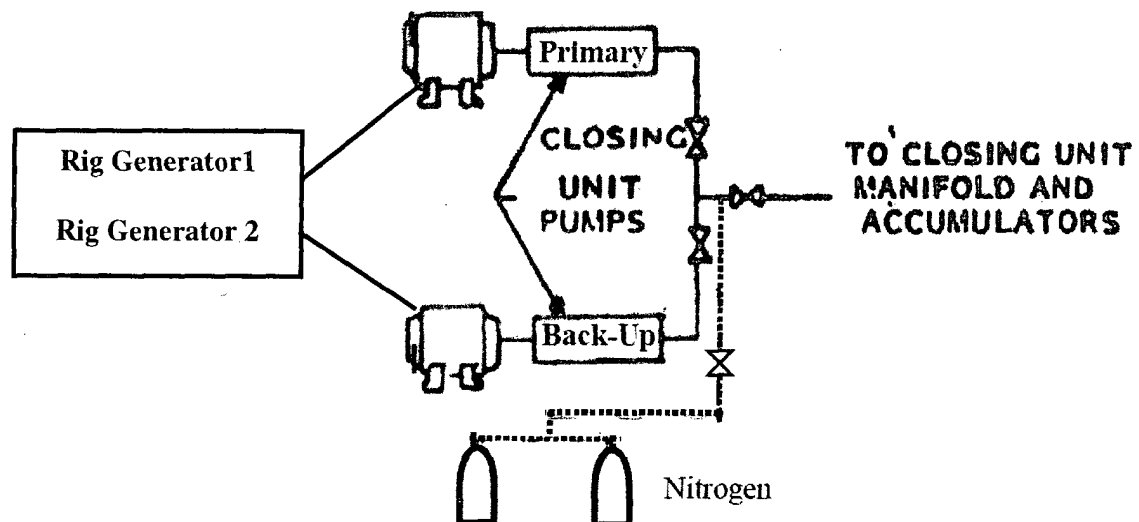 Primary
Rig Generator1
Rig Generator 2
CLOSING
UNIT
PUMPS
TO CLOSING UNIT
MANIFOLD AND
ACCUMULATORS
Back-Up
Nitrogen